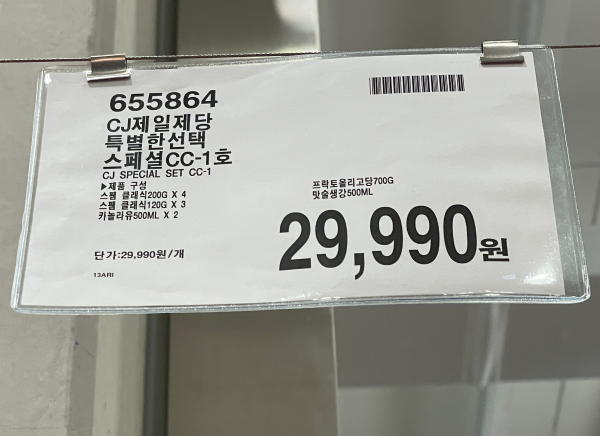 655864
CJ제일제당
특별한선택
스페셜CC-1호
CJ SPECIAL SET CC-1
▶제품 구성
스팸 클래식200G X 4
스팸 클래식120G X 3
카놀라유500ML X 2
프락토올리고당700G
맛술생강500ML
29,990원
단가:29,990원/개
13ARI